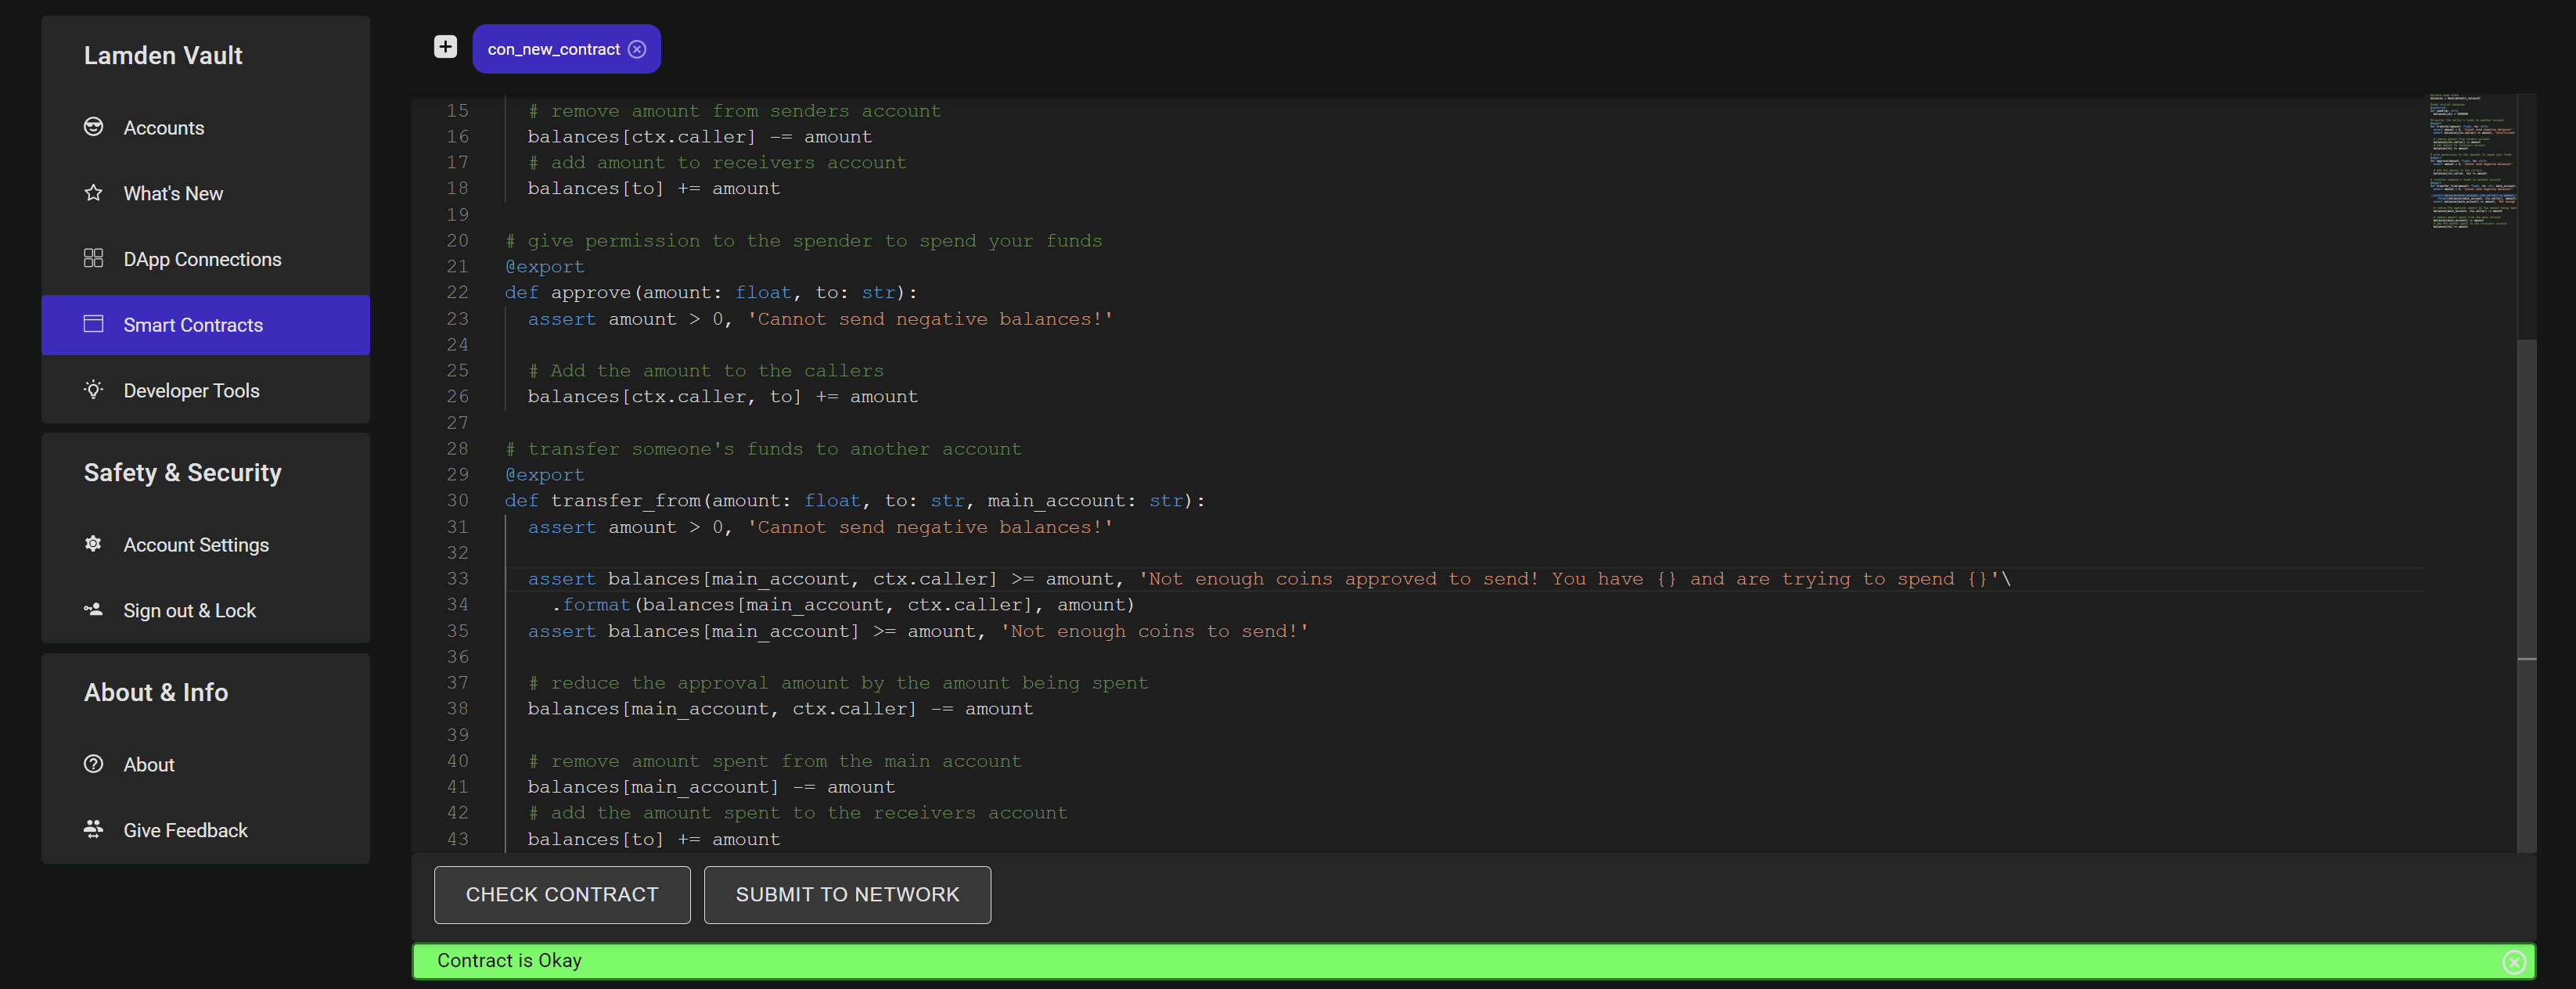 Lamden Vault
Accounts
What's New
DApp Connections
Smart Contracts
Developer Tools
Safety & Security
Account Settings
Sign out & Lock
About & Info
About
Give Feedback
con_new_contract
15 # remove amount from senders account
16 balances[ctx.caller] -= amount
17 # add amount to receivers account
18 balances[to] += amount
19
20 # give permission to the spender to spend your funds
21 @export
22 def approve(amount: float, to: str):
23 assert amount > 0, 'Cannot send negative balances!'
24
25 # Add the amount to the callers
26 balances[ctx.caller, to] += amount
27
28 # transfer someone's funds to another account
29 @export
30 def transfer_from(amount: float, to: str, main_account: str):
31 assert amount > 0, 'Cannot send negative balances!'
32
33 assert balances[main_account, ctx.caller] >= amount, 'Not enough coins approved to send! You have {} and are trying to spend {}'\
34 .format(balances[main_account, ctx.caller], amount)
35 assert balances[main_account] >= amount, 'Not enough coins to send!'
36
37 # reduce the approval amount by the amount being spent
38 balances[main_account, ctx.caller] -= amount
39
40 # remove amount spent from the main account
41 balances[main_account] -= amount
42 # add the amount spent to the receivers account
43 balances[to] += amount
CHECK CONTRACT
SUBMIT TO NETWORK
Contract is Okay